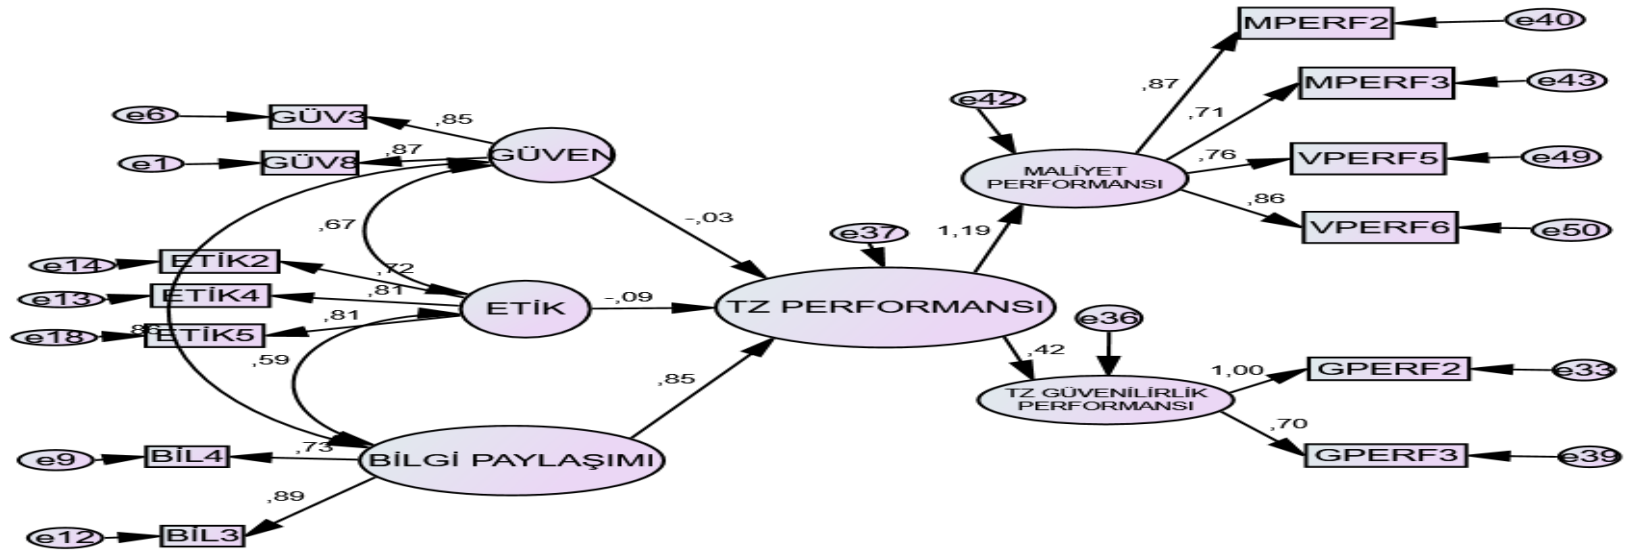 MPERF2
e40
,87
MPERF3
e43
e42
,71
e6
GÜV3
,85
e1
GÜV8
,87
GÜVEN
,76
VPERF5
e49
MALİYET
PERFORMANSI
,86
VPERF6
e50
,67
-,03
e37
1,19
e14
ETİK2
,72
e13
ETİK4
,81
ETİK
-,09
TZ PERFORMANSI
e18
,86
ETİK5
,81
e36
,59
,42
,85
1,00
GPERF2
e33
TZ GÜVENİLİRLİK
PERFORMANSI
,70
e9
BİL4
,73
BİLGİ PAYLAŞIMI
GPERF3
e39
,89
e12
BİL3